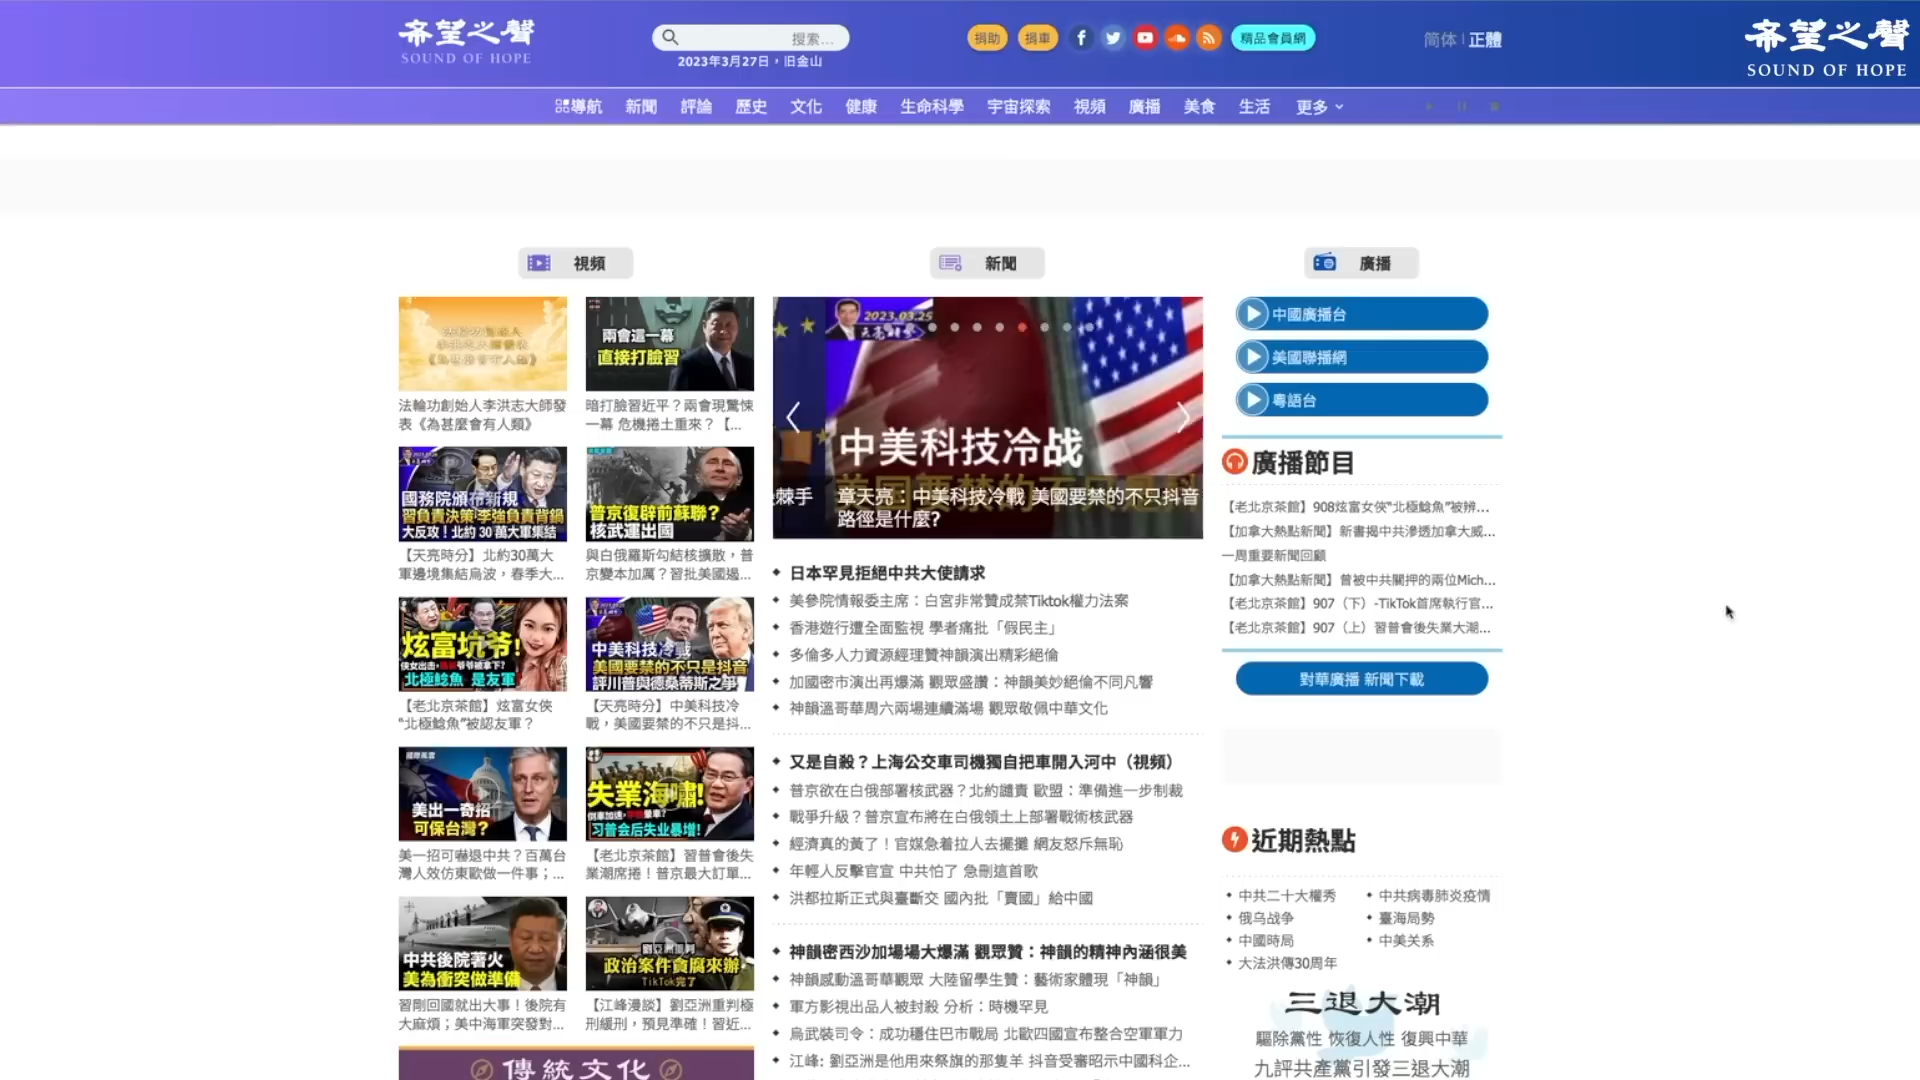 希望之聲
SOUND OF HOPE
搜索...
2023年3月27日，旧金山
捐助
捐車
精品會員網
简体 | 正體
希望之聲
SOUND OF HOPE
導航 新聞 評論 歷史 文化 健康 生命科學 宇宙探索 視頻 廣播 美食 生活 更多
視頻
兩會這一幕
直接打臉習
法輪功創始人李洪志大師發
表《為甚麼會有人類》
暗打臉習近平？兩會現驚悚
一幕 危機捲土重來？【...
國務院頒布新規
習負責決策·李強負責背鍋
大反攻！北約 30 萬大軍集結
普京復辟前蘇聯？
核武運出國
【天亮時分】北約30萬大
軍邊境集結烏波，春季大...
與白俄羅斯勾結核擴散，普
京變本加厲？習批美國遏...
炫富坑爷！
北極鯰魚 是友軍
中美科技冷戰
美國要禁的不只是抖音
評川普與德桑蒂斯之爭
【老北京茶館】炫富女俠
“北極鯰魚”被認友軍？
【天亮時分】中美科技冷
戰，美國要禁的不只是抖...
美出一奇招
可保台灣？
失業海嘯！
习普会后失业暴增！
美一招可嚇退中共？百萬台
灣人效仿東歐做一件事；...
【老北京茶館】習普會後失
業潮席捲！普京最大訂單...
中共後院著火
美為衝突做準備
劉亞洲重判
政治案件貪腐來辦
TikTok完了
習剛回國就出大事！後院有
大麻煩；美中海軍突發對...
【江峰漫談】劉亞洲重判極
刑緩刑，預見準確！習近...
傳統文化
新聞
2023.03.25
天亮時分
中美科技冷战
棘手
章天亮：中美科技冷戰 美國要禁的不只抖音
路徑是什麼?
日本罕見拒絕中共大使請求
美參院情報委主席：白宮非常贊成禁Tiktok權力法案
香港遊行遭全面監視 學者痛批「假民主」
多倫多人力資源經理贊神韻演出精彩絕倫
加國密市演出再爆滿 觀眾盛讚：神韻美妙絕倫不同凡響
神韻溫哥華周六兩場連續滿場 觀眾敬佩中華文化
又是自殺？上海公交車司機獨自把車開入河中（視頻）
普京欲在白俄部署核武器？北約譴責 歐盟：準備進一步制裁
戰爭升級？普京宣布將在白俄領土上部署戰術核武器
經濟真的黃了！官媒急着拉人去擺攤 網友怒斥無恥
年輕人反擊官宣 中共怕了 急刪這首歌
洪都拉斯正式與臺斷交 國內批「賣國」給中國
神韻密西沙加場場大爆滿 觀眾贊：神韻的精神內涵很美
神韻感動溫哥華觀眾 大陸留學生贊：藝術家體現「神韻」
軍方影視出品人被封殺 分析：時機罕見
烏武裝司令：成功穩住巴市戰局 北歐四國宣布整合空軍軍力
江峰: 劉亞洲是他用來祭旗的那隻羊 抖音受審昭示中國科企...
廣播
中國廣播台
美國聯播網
粵語台
廣播節目
【老北京茶館】908炫富女俠“北極鯰魚”被辨...
【加拿大熱點新聞】新書揭中共滲透加拿大威...
一周重要新聞回顧
【加拿大熱點新聞】曾被中共關押的兩位Mich...
【老北京茶館】907（下）-TikTok首席執行官...
【老北京茶館】907（上）習普會後失業大潮...
對華廣播 新聞下載
近期熱點
中共二十大權秀
中共病毒肺炎疫情
俄乌战争
臺海局勢
中國時局
中美关系
大法洪傳30周年
三退大潮
驅除黨性 恢復人性 復興中華
九評共產黨引發三退大潮